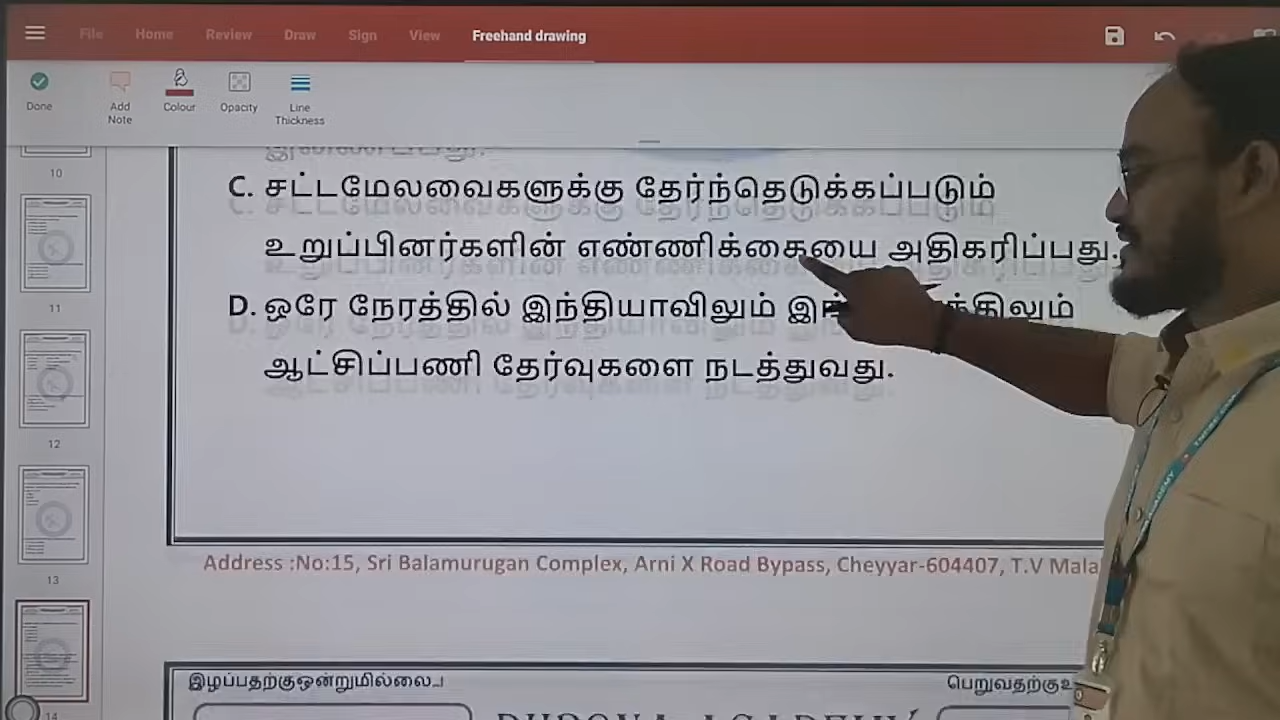 File Home Review Draw Sign View Freehand drawing
Done Add Note Colour Opacity Line Thickness
10
C. சட்டமேலவைகளுக்கு தேர்ந்தெடுக்கப்படும்
உறுப்பினர்களின் எண்ணிக்கையை அதிகரிப்பது.
11
D. ஒரே நேரத்தில் இந்தியாவிலும்
ஆட்சிப்பணி தேர்வுகளை நடத்துவது.
12
13
Address :No:15, Sri Balamurugan Complex, Arni X Road Bypass, Cheyyar-604407, T.V Mala
இழப்பதற்குஒன்றுமில்லை..!
14